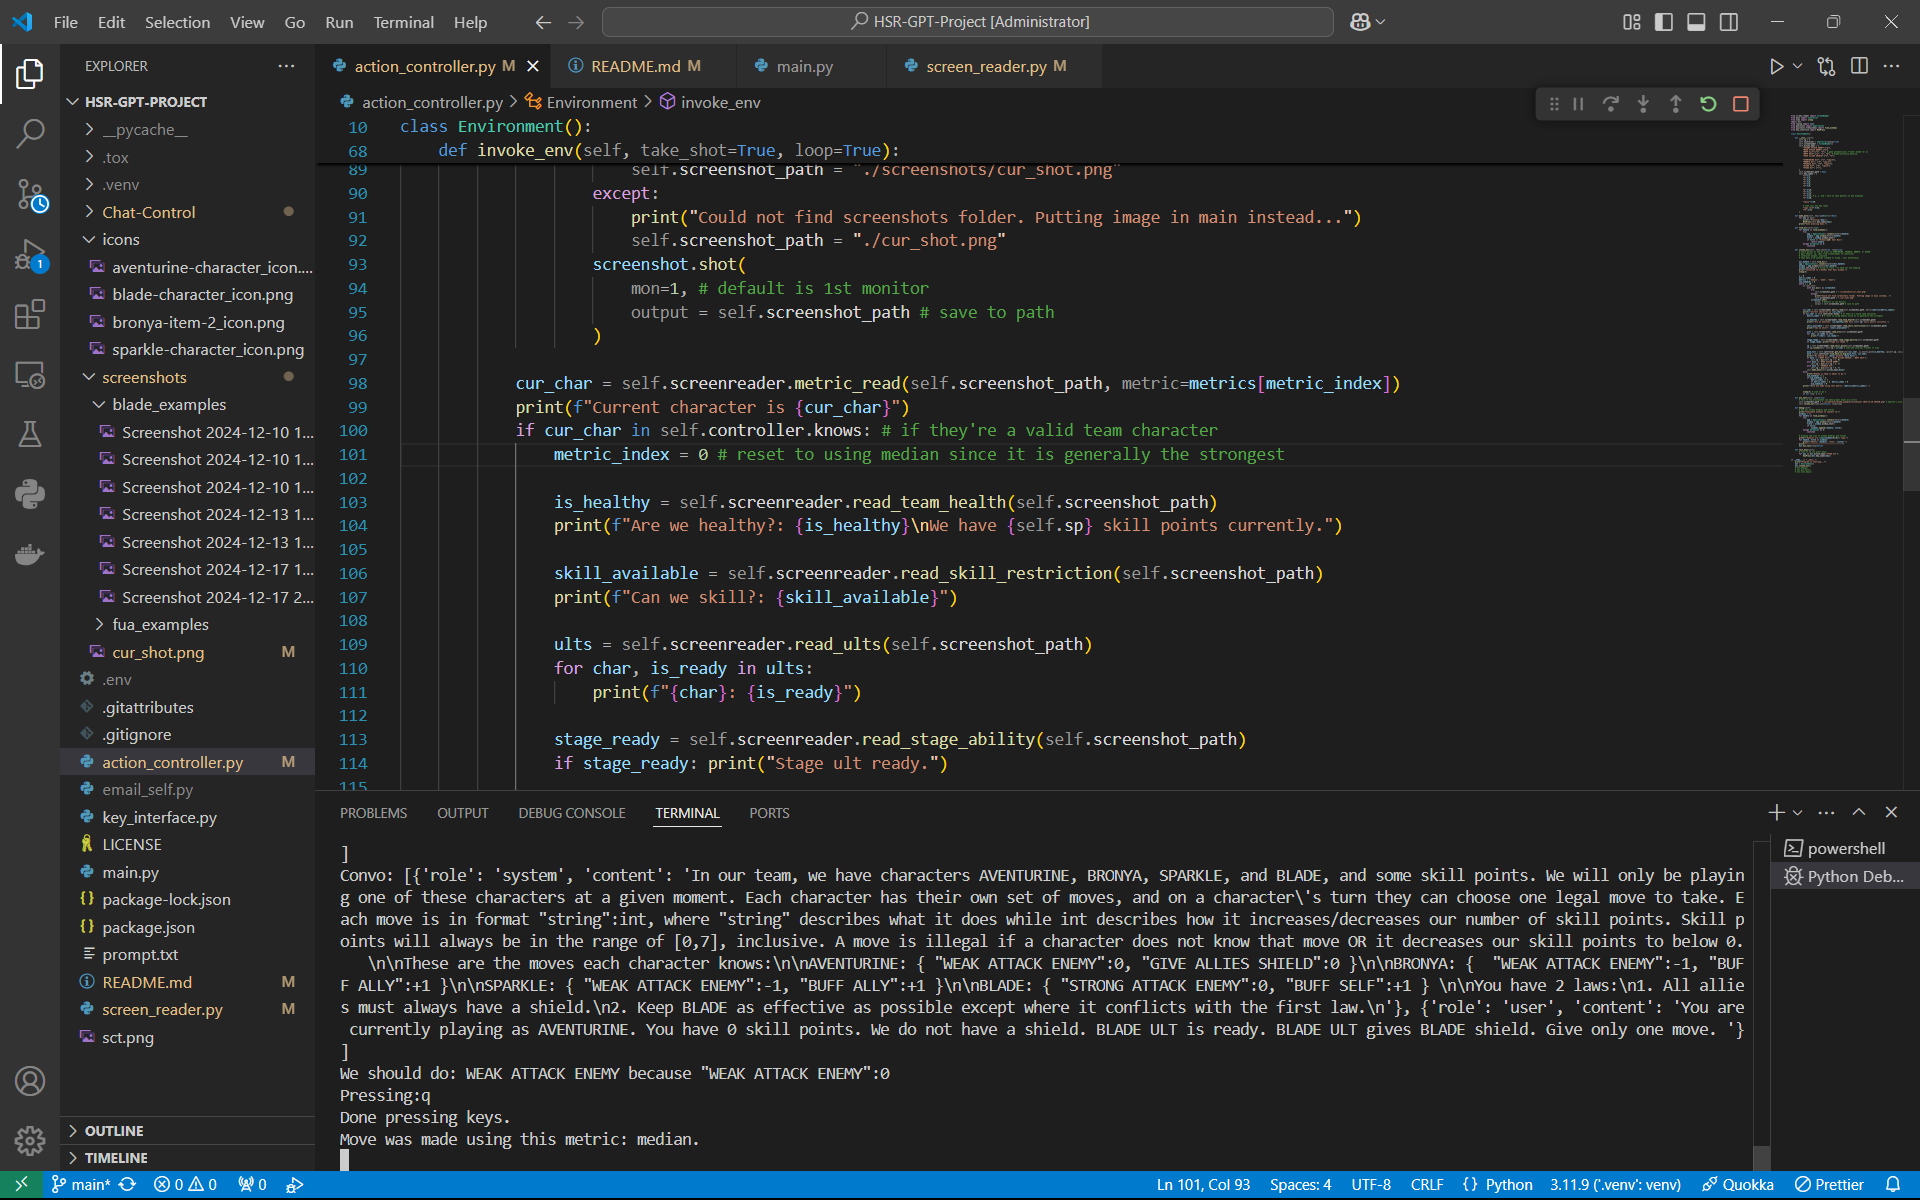 File Edit Selection View Go Run Terminal Help
HSR-GPT-Project [Administrator]
EXPLORER
HSR-GPT-PROJECT
__pycache__
.tox
.venv
Chat-Control
icons
aventurine-character_icon....
blade-character_icon.png
bronya-item-2_icon.png
sparkle-character_icon.png
screenshots
blade_examples
Screenshot 2024-12-10 1...
Screenshot 2024-12-10 1...
Screenshot 2024-12-10 1...
Screenshot 2024-12-13 1...
Screenshot 2024-12-13 1...
Screenshot 2024-12-17 1...
Screenshot 2024-12-17 2...
fua_examples
cur_shot.png M
.env
.gitattributes
.gitignore
action_controller.py M
email_self.py
key_interface.py
LICENSE
main.py
package-lock.json
package.json
prompt.txt
README.md M
screen_reader.py M
sct.png
OUTLINE
TIMELINE
1
action_controller.py M README.md M main.py screen_reader.py M
action_controller.py > Environment > invoke_env
10 class Environment():
68 def invoke_env(self, take_shot=True, loop=True):
89 self.screenshot_path = "./screenshots/cur_shot.png"
90 except:
91 print("Could not find screenshots folder. Putting image in main instead...")
92 self.screenshot_path = "./cur_shot.png"
93 screenshot.shot(
94 mon=1, # default is 1st monitor
95 output = self.screenshot_path # save to path
96 )
97
98 cur_char = self.screenreader.metric_read(self.screenshot_path, metric=metrics[metric_index])
99 print(f"Current character is {cur_char}")
100 if cur_char in self.controller.knows: # if they're a valid team character
101 metric_index = 0 # reset to using median since it is generally the strongest
102
103 is_healthy = self.screenreader.read_team_health(self.screenshot_path)
104 print(f"Are we healthy?: {is_healthy}\nWe have {self.sp} skill points currently.")
105
106 skill_available = self.screenreader.read_skill_restriction(self.screenshot_path)
107 print(f"Can we skill?: {skill_available}")
108
109 ults = self.screenreader.read_ults(self.screenshot_path)
110 for char, is_ready in ults:
111 print(f"{char}: {is_ready}")
112
113 stage_ready = self.screenreader.read_stage_ability(self.screenshot_path)
114 if stage_ready: print("Stage ult ready.")
115
PROBLEMS OUTPUT DEBUG CONSOLE TERMINAL PORTS
powershell
Python Deb...
]
Convo: [{'role': 'system', 'content': 'In our team, we have characters AVENTURINE, BRONYA, SPARKLE, and BLADE, and some skill points. We will only be playin
g one of these characters at a given moment. Each character has their own set of moves, and on a character\'s turn they can choose one legal move to take. E
ach move is in format "string":int, where "string" describes what it does while int describes how it increases/decreases our number of skill points. Skill p
oints will always be in the range of [0,7], inclusive. A move is illegal if a character does not know that move OR it decreases our skill points to below 0.
\n\nThese are the moves each character knows:\n\nAVENTURINE: { "WEAK ATTACK ENEMY":0, "GIVE ALLIES SHIELD":0 }\n\nBRONYA: {  "WEAK ATTACK ENEMY":-1, "BUF
F ALLY":+1 }\n\nSPARKLE: { "WEAK ATTACK ENEMY":-1, "BUFF ALLY":+1 }\n\nBLADE: { "STRONG ATTACK ENEMY":0, "BUFF SELF":+1 } \n\nYou have 2 laws:\n1. All allie
s must always have a shield.\n2. Keep BLADE as effective as possible except where it conflicts with the first law.\n'}, {'role': 'user', 'content': 'You are
currently playing as AVENTURINE. You have 0 skill points. We do not have a shield. BLADE ULT is ready. BLADE ULT gives BLADE shield. Give only one move. '}
]
We should do: WEAK ATTACK ENEMY because "WEAK ATTACK ENEMY":0
Pressing:q
Done pressing keys.
Move was made using this metric: median.
main* 0 0 0 Ln 101, Col 93 Spaces: 4 UTF-8 CRLF {} Python 3.11.9 ('.venv': venv) Quokka Prettier